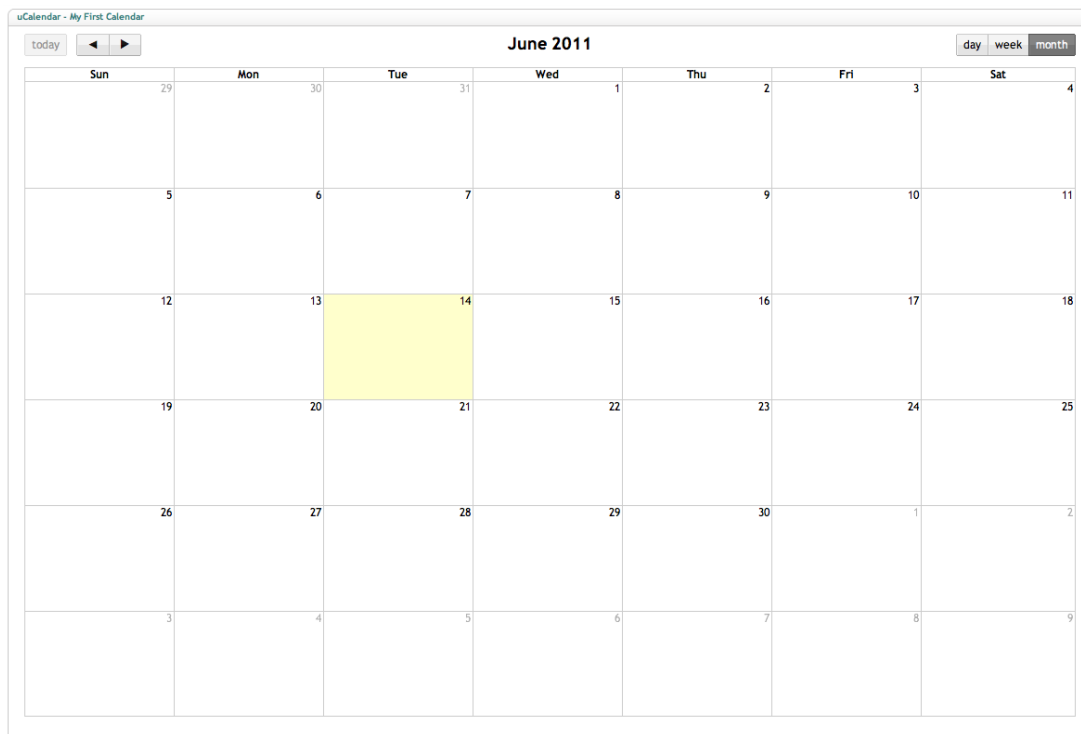 uCalendar - My First Calendar
today ◄ ► June 2011 day week month
Sun Mon Tue Wed Thu Fri Sat
29 30 31 1 2 3 4
5 6 7 8 9 10 11
12 13 14 15 16 17 18
19 20 21 22 23 24 25
26 27 28 29 30 1 2
3 4 5 6 7 8 9